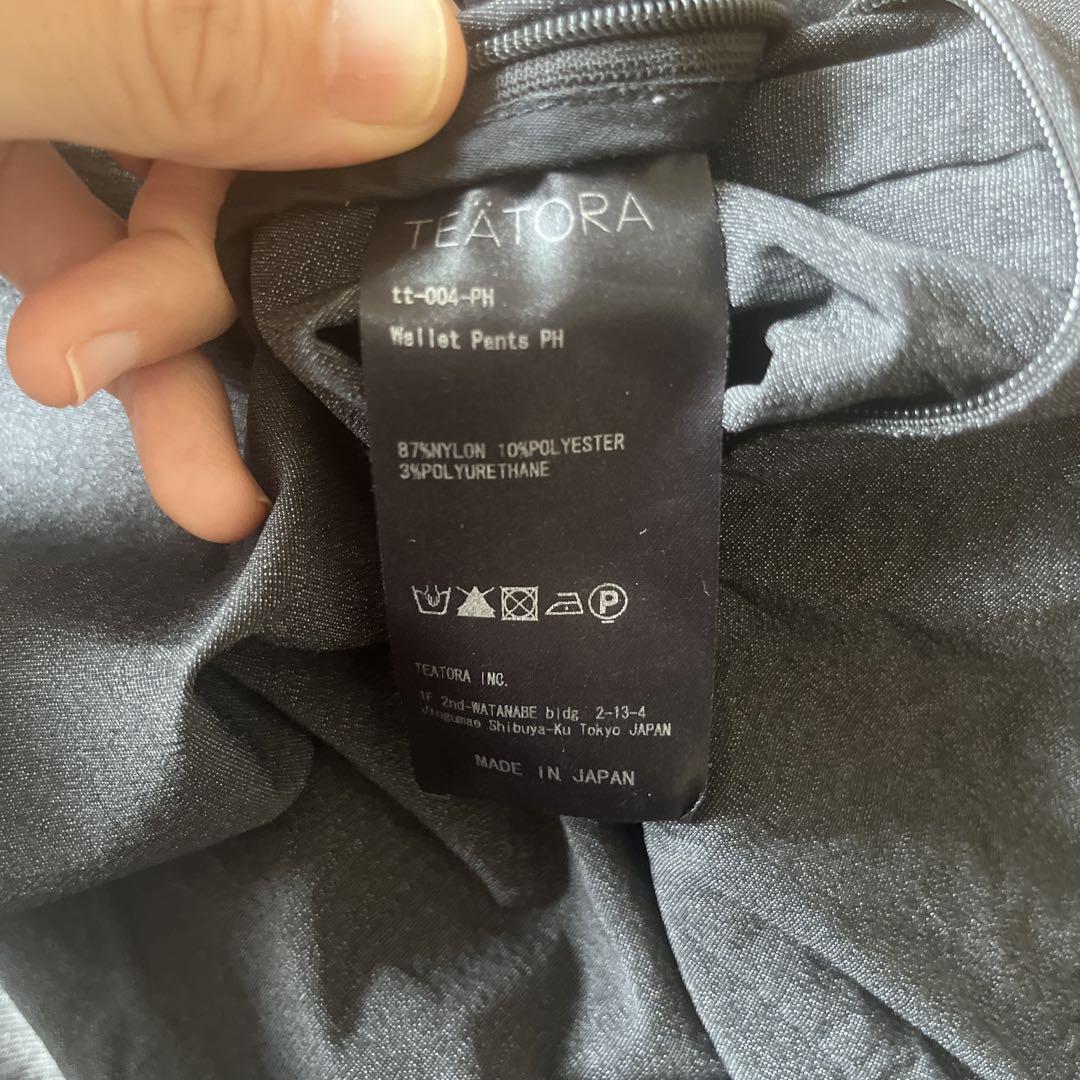 TEÄTORA
tt-004-PH
Wallet Pants PH
87%NYLON 10%POLYESTER
3%POLYURETHANE
P
TEATORA INC.
1F 2nd-WATANABE bldg 2-13-4
Jingumae Shibuya-Ku Tokyo JAPAN
MADE IN JAPAN